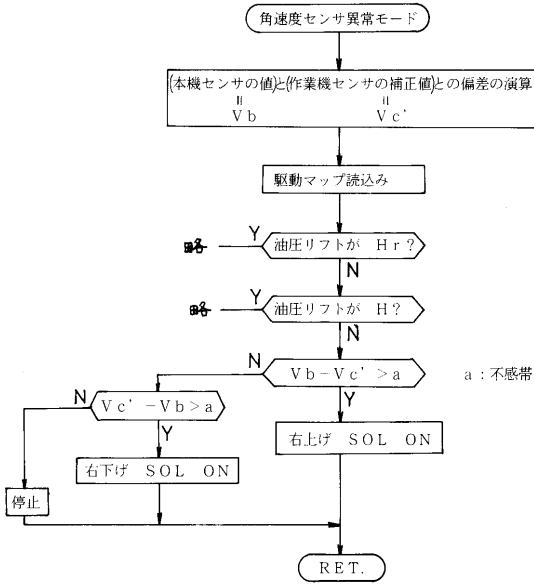 角速度センサ異常モード
(本機センサの値)と(作業機センサの補正値)との偏差の演算
= =
Vb Vc'
駆動マップ読込み
略 Y 油圧リフトが Hr?
N
略 Y 油圧リフトが H?
N
N Vb-Vc'>a a:不感帯
N Vc'-Vb>a Y
Y 右上げ SOL ON
右下げ SOL ON
停止
RET.